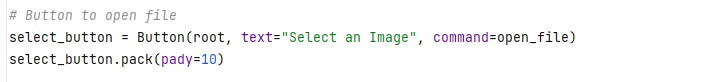 # Button to open file
select_button = Button(root, text="Select an Image", command=open_file)
select_button.pack(pady=10)